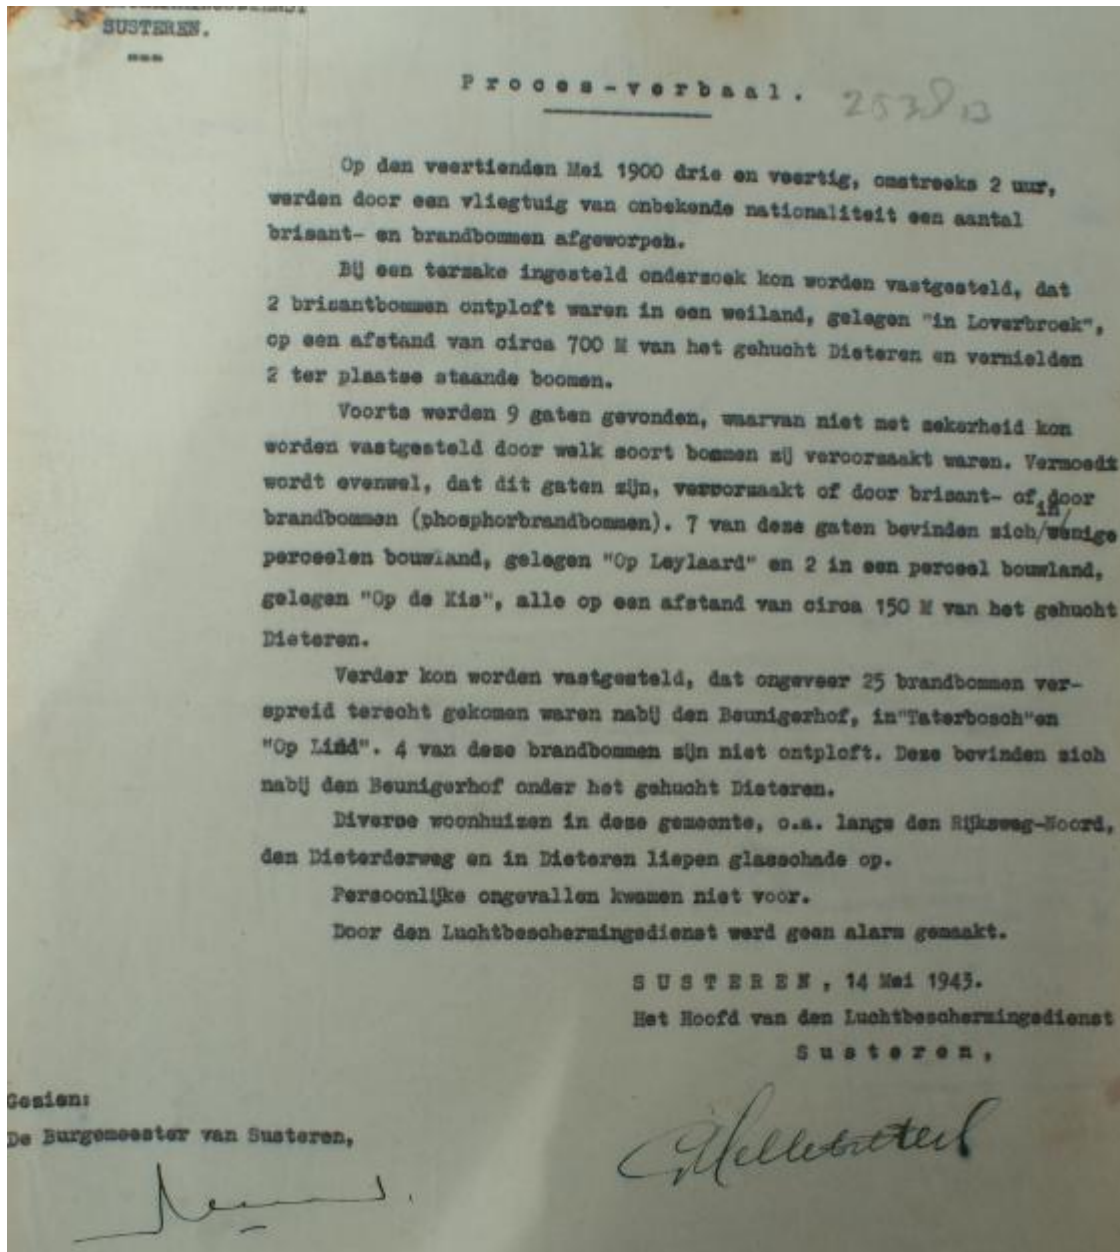 SUSTEREN.
Proces-verbaal.
Op den veertienden Mei 1900 drie en veertig, omstreeks 2 uur,
werden door een vliegtuig van onbekende nationaliteit een aantal
brisant- en brandbommen afgeworpen.
Bij een terzake ingesteld onderzoek kon worden vastgesteld, dat
2 brisantbommen ontploft waren in een weiland, gelegen "in Loverbroek",
op een afstand van circa 700 M van het gehucht Dieteren en vernielden
2 ter plaatse staande boomen.
Voorts werden 9 gaten gevonden, waarvan niet met zekerheid kon
worden vastgesteld door welk soort bommen zij veroorzaakt waren. Vermoedt
wordt evenwel, dat dit gaten zijn, veroorzaakt of door brisant- of door
brandbommen (phosphorbrandbommen). 7 van deze gaten bevinden zich/in/ wenige
perceelen bouwland, gelegen "Op Leylaard" en 2 in een perceel bouwland,
gelegen "Op de Kis", alle op een afstand van circa 150 M van het gehucht
Dieteren.
Verder kon worden vastgesteld, dat ongeveer 25 brandbommen ver-
spreid terecht gekomen waren nabij den Beunigerhof, in"Taterbosch"en
"Op Lind". 4 van deze brandbommen zijn niet ontploft. Deze bevinden zich
nabij den Beunigerhof onder het gehucht Dieteren.
Diverse woonhuizen in deze gemeente, o.a. langs den Rijksweg-Noord,
den Dieterderweg en in Dieteren liepen glasschade op.
Persoonlijke ongevallen kwamen niet voor.
Door den Luchtbeschermingsdienst werd geen alarm gemaakt.
SUSTEREN, 14 Mei 1943.
Het Hoofd van den Luchtbeschermingsdienst
Susteren,
Gezien:
De Burgemeester van Susteren,